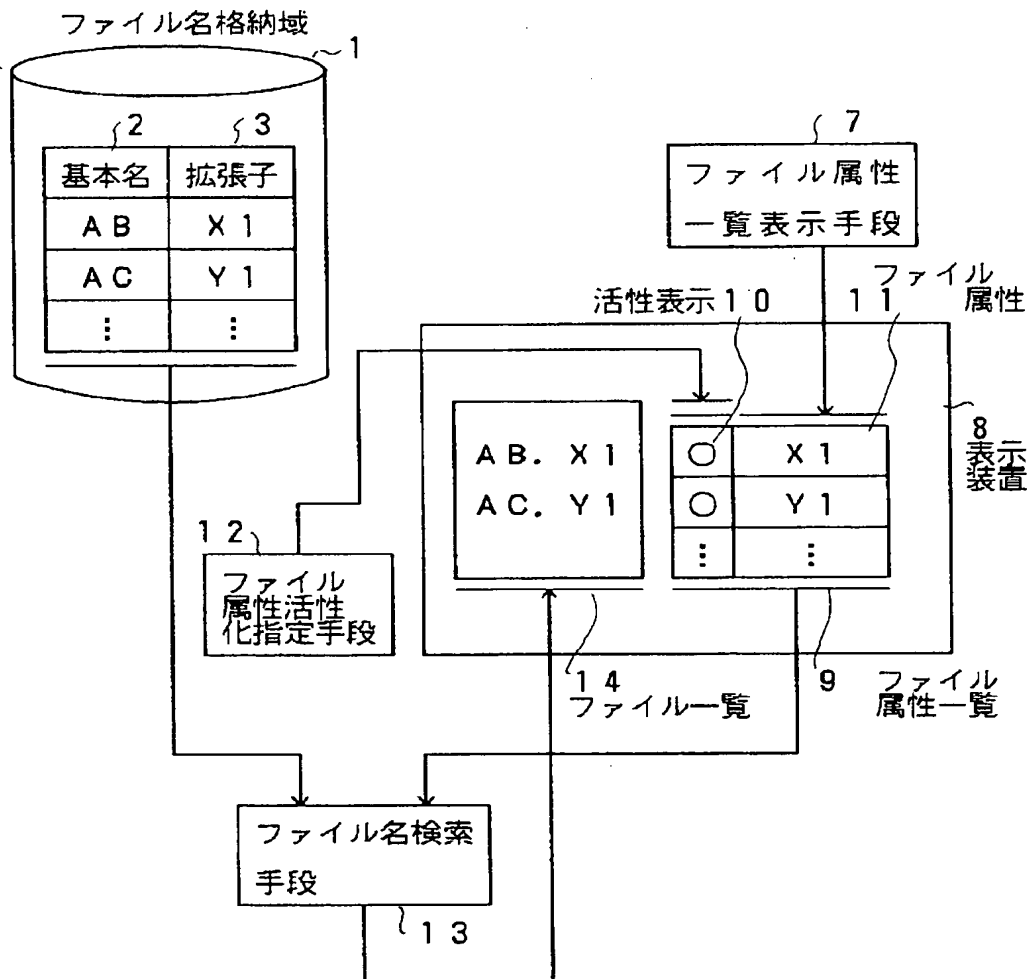 ファイル名格納域
1
2
3
基本名 拡張子
AB X1
AC Y1
⋮ ⋮
7
ファイル属性
一覧表示手段
活性表示10
11ファイル
属性
8
表示
装置
AB. X1
AC. Y1
○ X1
○ Y1
⋮ ⋮
12
ファイル
属性活性
化指定手段
14
ファイル一覧
9 ファイル
属性一覧
ファイル名検索
手段
13